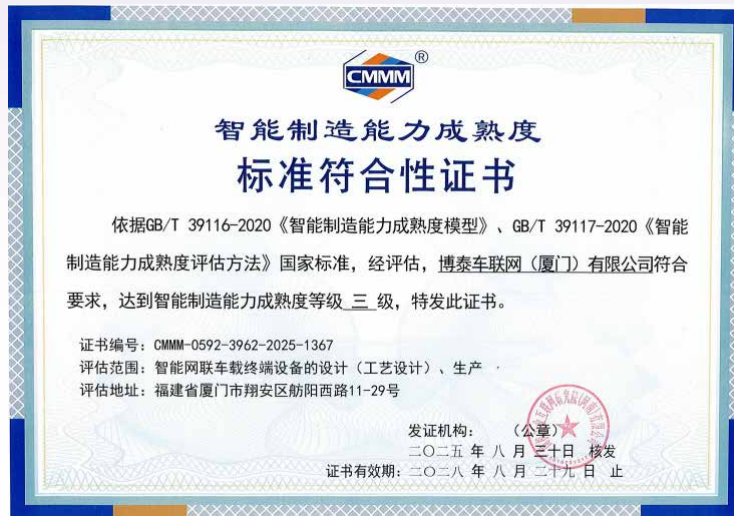 CMMM®
智能制造能力成熟度
标准符合性证书
依据GB/T 39116-2020《智能制造能力成熟度模型》、GB/T 39117-2020《智能
制造能力成熟度评估方法》国家标准，经评估，博泰车联网（厦门）有限公司符合
要求，达到智能制造能力成熟度等级 三 级，特发此证书。
证书编号：CMMM-0592-3962-2025-1367
评估范围：智能网联车载终端设备的设计（工艺设计）、生产
评估地址：福建省厦门市翔安区舫阳西路11-29号
发证机构： （公章）
二〇二五 年 八 月 三十日 核发
证书有效期：二〇二八 年 八 月 二十九 日 止